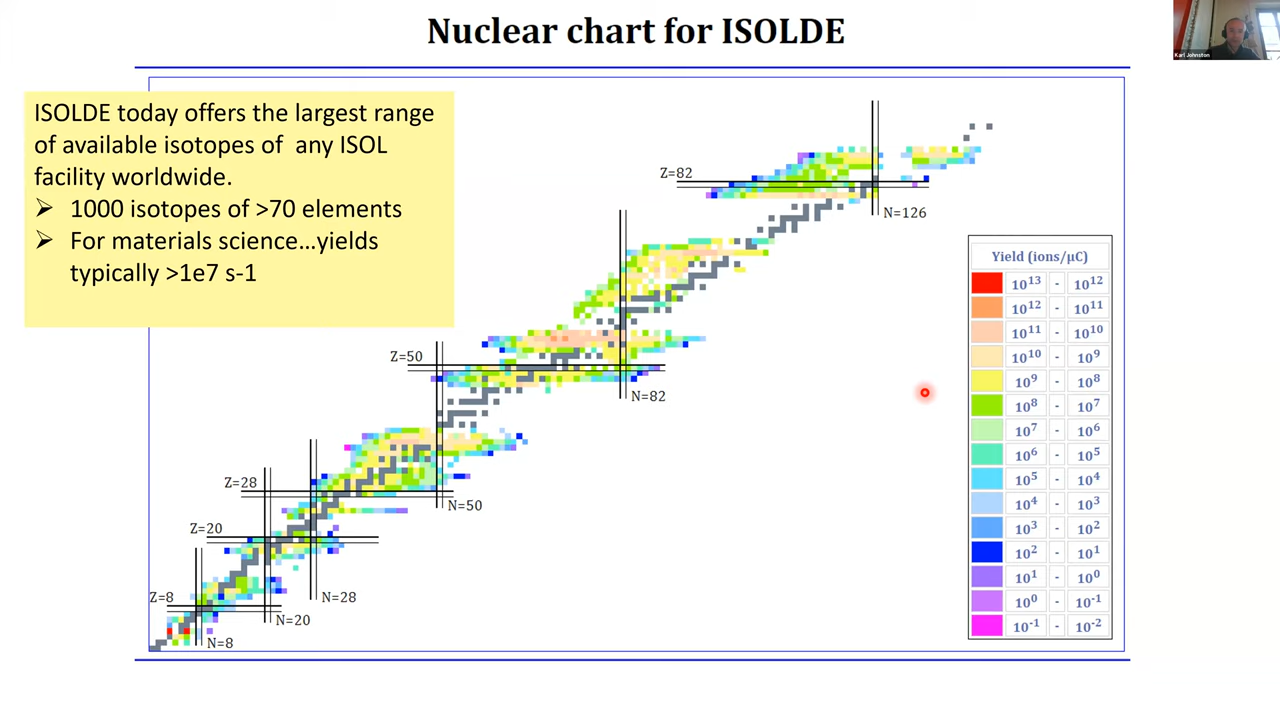 Nuclear chart for ISOLDE
Karl Johnston
ISOLDE today offers the largest range
of available isotopes of any ISOL
facility worldwide.
➢ 1000 isotopes of >70 elements
➢ For materials science…yields
typically >1e7 s-1
Z=82
N=126
Z=50
N=82
Z=28
N=50
Z=20
N=28
Z=8
N=20
N=8
Yield (ions/µC)
10¹³ - 10¹²
10¹² - 10¹¹
10¹¹ - 10¹⁰
10¹⁰ - 10⁹
10⁹ - 10⁸
10⁸ - 10⁷
10⁷ - 10⁶
10⁶ - 10⁵
10⁵ - 10⁴
10⁴ - 10³
10³ - 10²
10² - 10¹
10¹ - 10⁰
10⁰ - 10⁻¹
10⁻¹ - 10⁻²